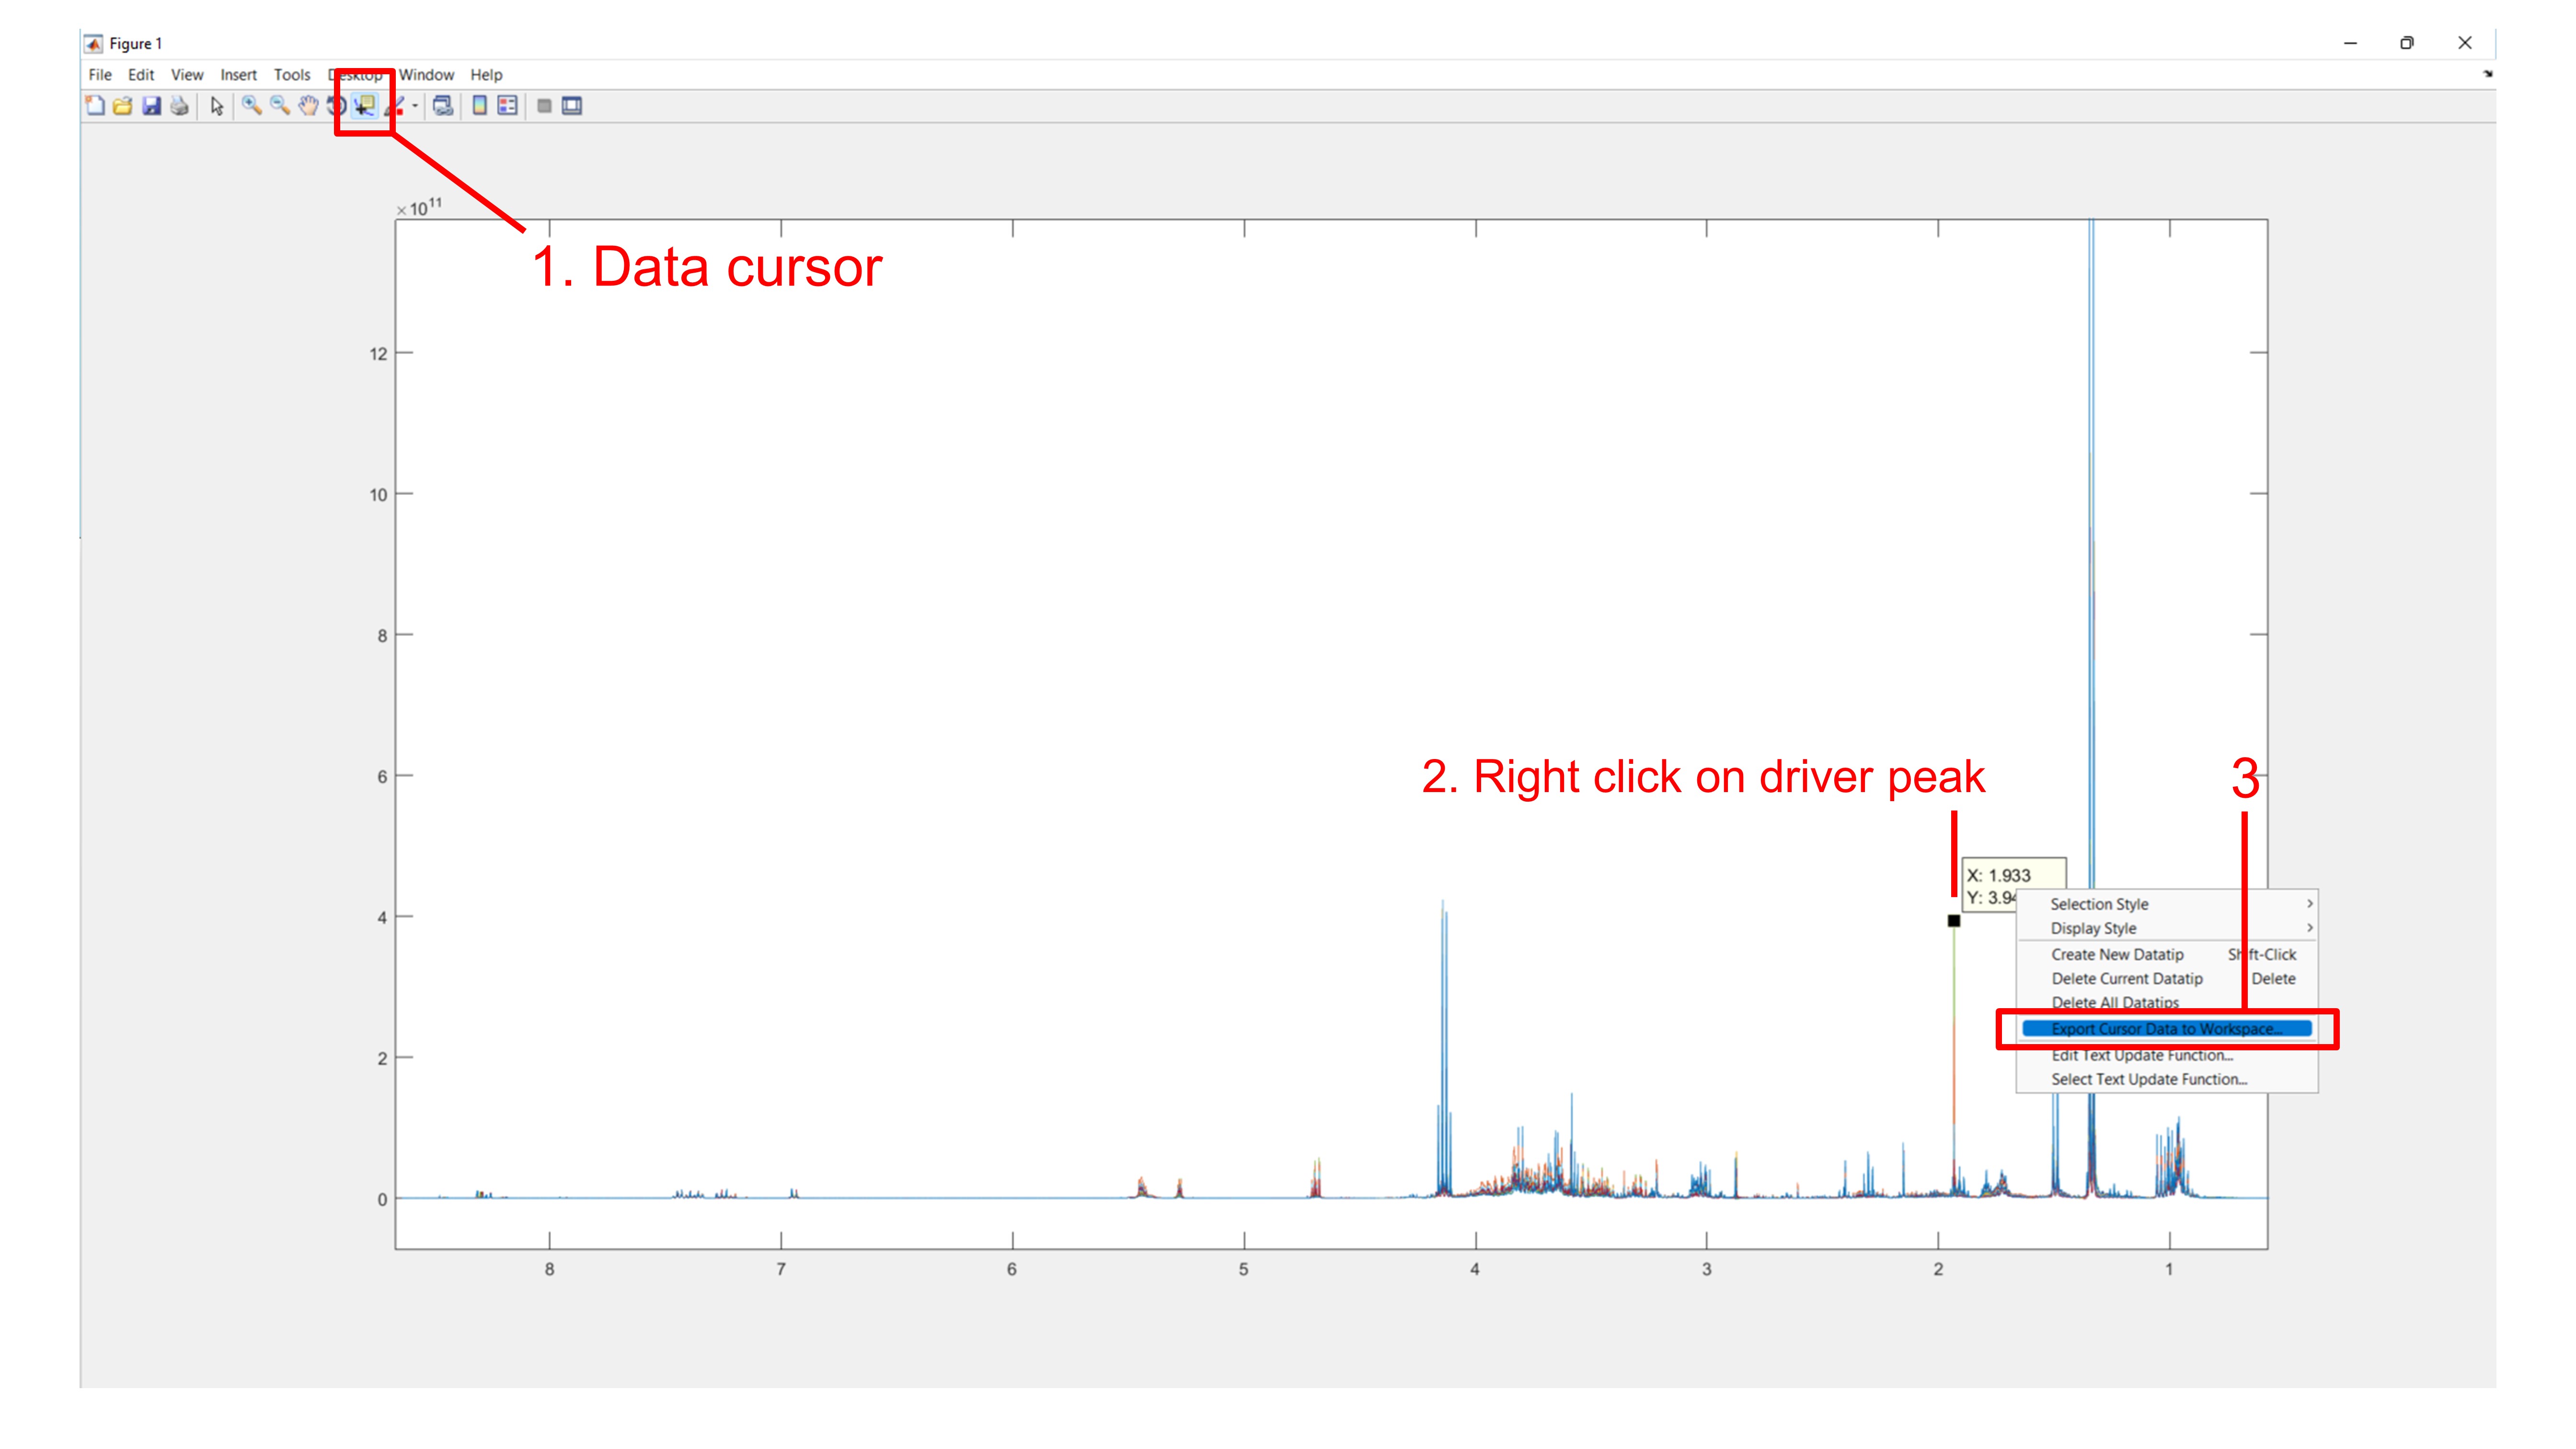 Figure 1
File Edit View Insert Tools Desktop Window Help
×10^11
1. Data cursor
12
10
8
6
4
2
0
2. Right click on driver peak
3
X: 1.933
Y: 3.94
Selection Style
Display Style
Create New Datatip Shift-Click
Delete Current Datatip Delete
Delete All Datatips
Export Cursor Data to Workspace...
Edit Text Update Function...
Select Text Update Function...
8 7 6 5 4 3 2 1